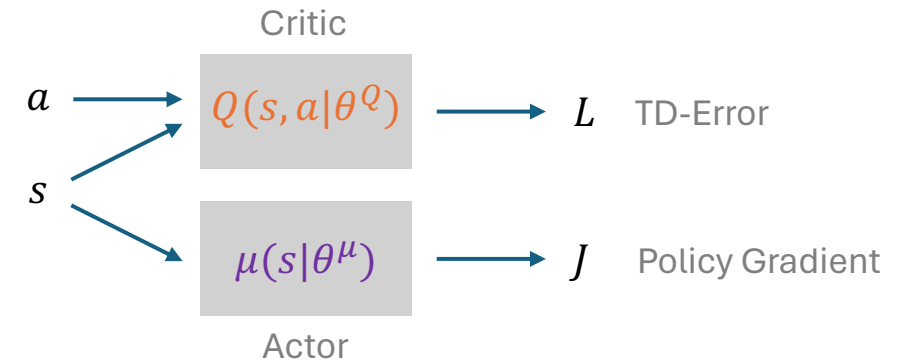 Critic
a
Q(s, a|θ^Q)
L TD-Error
s
μ(s|θ^μ)
J Policy Gradient
Actor